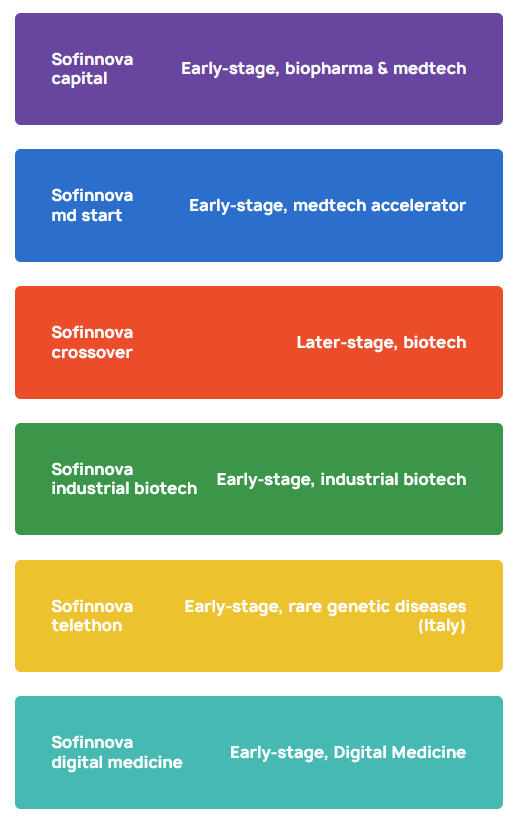 Sofinnova
capital
Early-stage, biopharma & medtech
Sofinnova
md start
Early-stage, medtech accelerator
Sofinnova
crossover
Later-stage, biotech
Sofinnova
industrial biotech
Early-stage, industrial biotech
Sofinnova
telethon
Early-stage, rare genetic diseases
(Italy)
Sofinnova
digital medicine
Early-stage, Digital Medicine